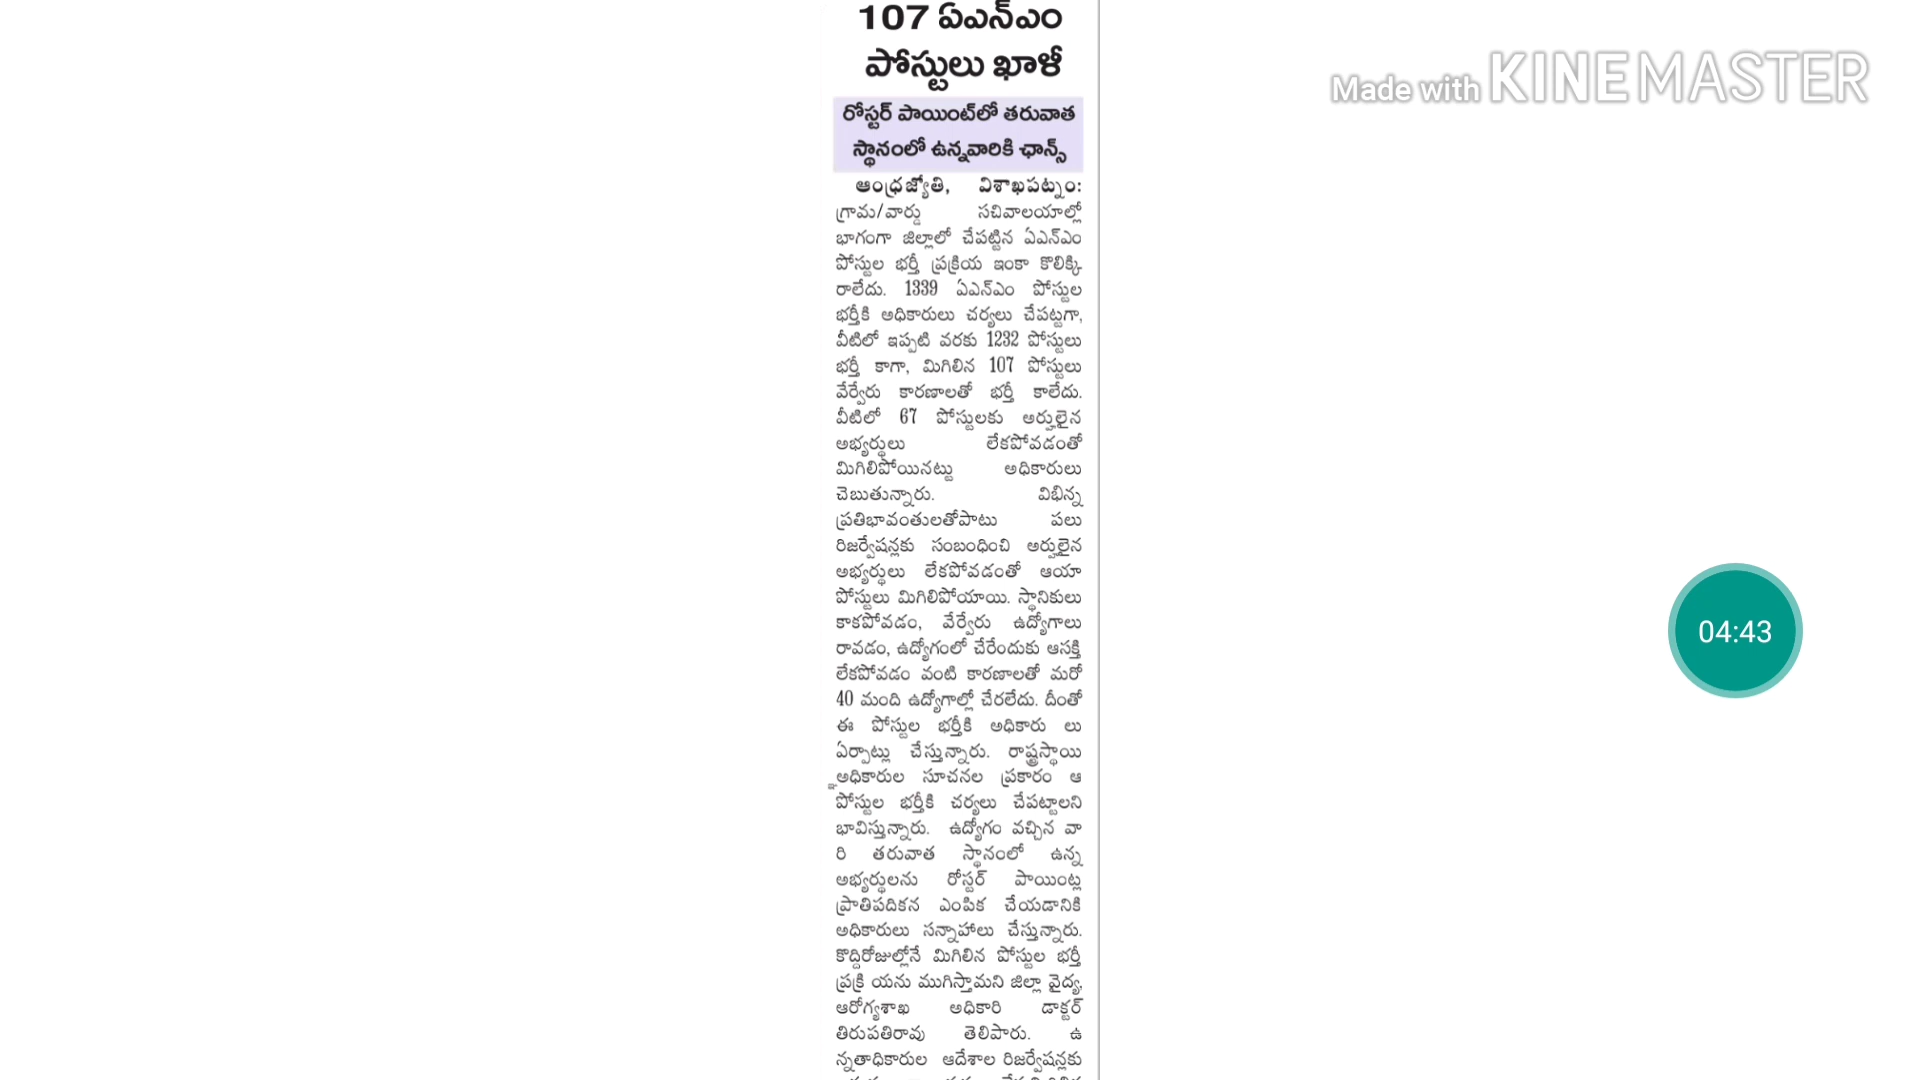 107 ఏఎన్ఎం
పోస్టులు ఖాళీ
రోస్టర్ పాయింట్‌లో తరువాత
స్థానంలో ఉన్నవారికి ఛాన్స్
ఆంధ్రజ్యోతి, విశాఖపట్నం:
గ్రామ/వార్డు సచివాలయాల్లో
భాగంగా జిల్లాలో చేపట్టిన ఏఎన్ఎం
పోస్టుల భర్తీ ప్రక్రియ ఇంకా కొలిక్కి
రాలేదు. 1339 ఏఎన్ఎం పోస్టుల
భర్తీకి అధికారులు చర్యలు చేపట్టగా,
వీటిలో ఇప్పటి వరకు 1232 పోస్టులు
భర్తీ కాగా, మిగిలిన 107 పోస్టులు
వేర్వేరు కారణాలతో భర్తీ కాలేదు.
వీటిలో 67 పోస్టులకు అర్హులైన
అభ్యర్థులు లేకపోవడంతో
మిగిలిపోయినట్టు అధికారులు
చెబుతున్నారు. విభిన్న
ప్రతిభావంతులతోపాటు పలు
రిజర్వేషన్లకు సంబంధించి అర్హులైన
అభ్యర్థులు లేకపోవడంతో ఆయా
పోస్టులు మిగిలిపోయాయి. స్థానికులు
కాకపోవడం, వేర్వేరు ఉద్యోగాలు
రావడం, ఉద్యోగంలో చేరేందుకు ఆసక్తి
లేకపోవడం వంటి కారణాలతో మరో
40 మంది ఉద్యోగాల్లో చేరలేదు. దీంతో
ఈ పోస్టుల భర్తీకి అధికారు లు
ఏర్పాట్లు చేస్తున్నారు. రాష్ట్రస్థాయి
అధికారుల సూచనల ప్రకారం ఆ
పోస్టుల భర్తీకి చర్యలు చేపట్టాలని
భావిస్తున్నారు. ఉద్యోగం వచ్చిన వా
రి తరువాత స్థానంలో ఉన్న
అభ్యర్థులను రోస్టర్ పాయింట్ల
ప్రాతిపదికన ఎంపిక చేయడానికి
అధికారులు సన్నాహాలు చేస్తున్నారు.
కొద్దిరోజుల్లోనే మిగిలిన పోస్టుల భర్తీ
ప్రక్రి యను ముగిస్తామని జిల్లా వైద్య,
ఆరోగ్యశాఖ అధికారి డాక్టర్
తిరుపతిరావు తెలిపారు. ఉ
న్నతాధికారుల ఆదేశాల రిజర్వేషన్లకు
Made with KINEMASTER
04:43